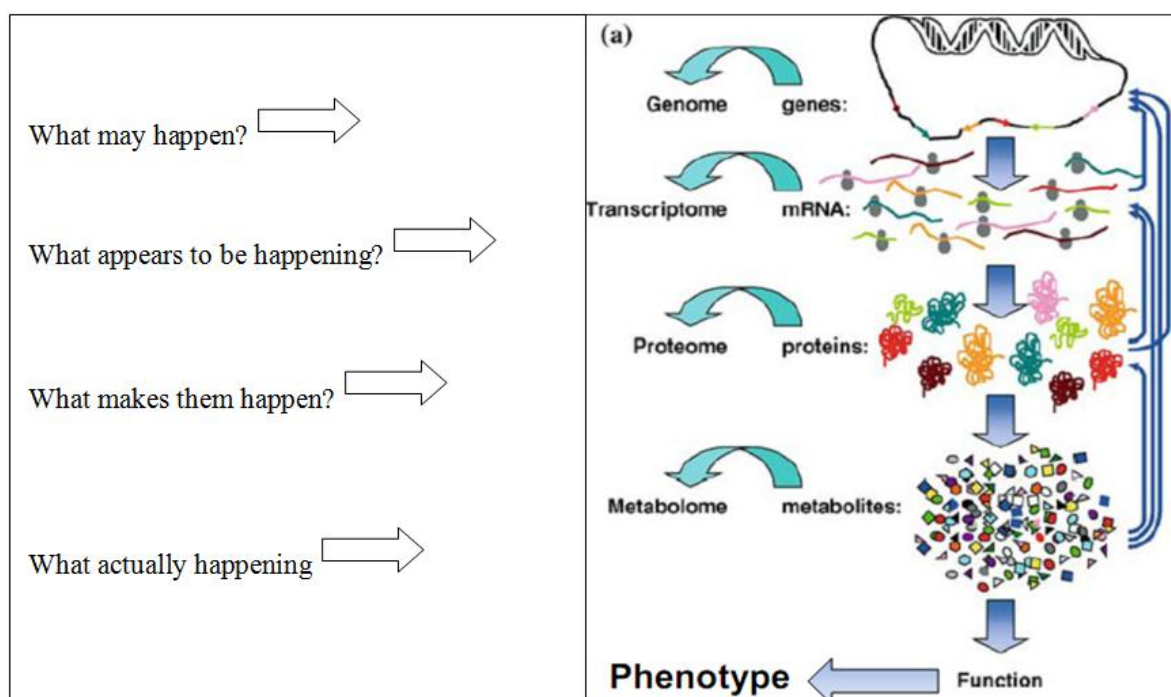 What may happen?
What appears to be happening?
What makes them happen?
What actually happening
(a)
Genome genes:
Transcriptome mRNA:
Proteome proteins:
Metabolome metabolites:
Phenotype Function